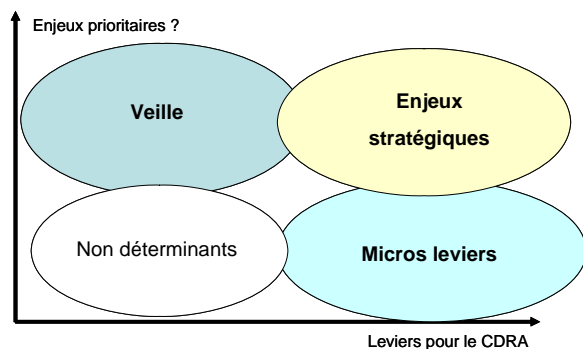 Enjeux prioritaires ?
Veille
Enjeux
stratégiques
Non déterminants
Micros leviers
Leviers pour le CDRA